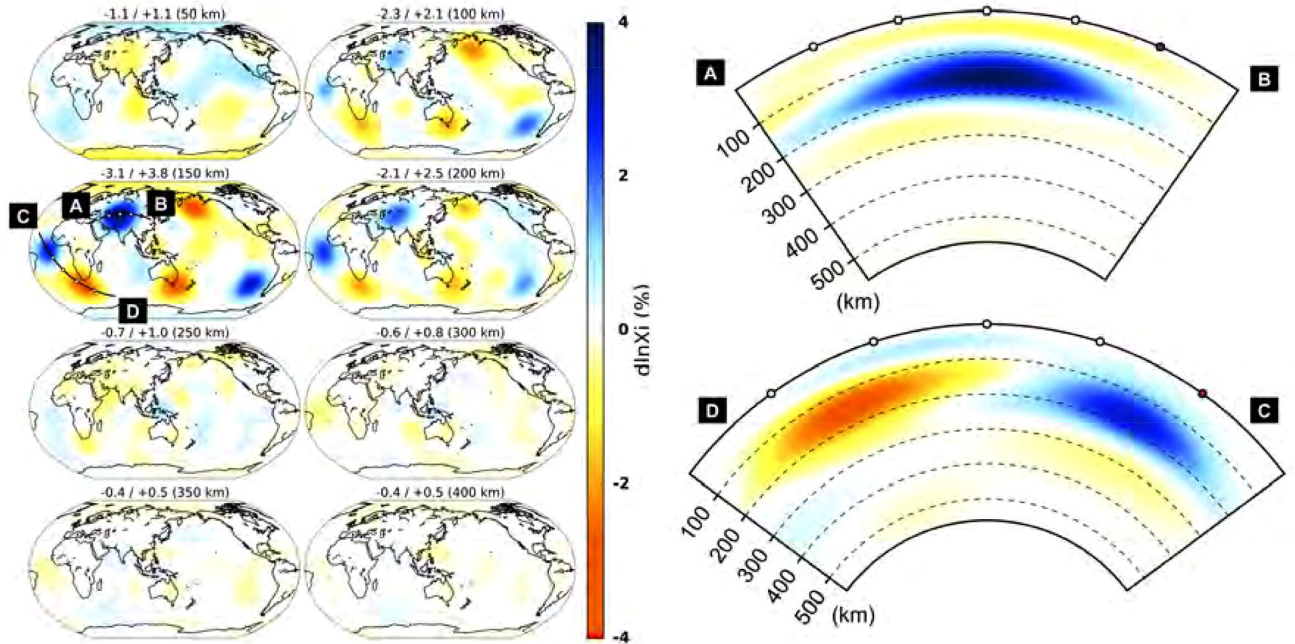 -1.1 / +1.1 (50 km)
-2.3 / +2.1 (100 km)
-3.1 / +3.8 (150 km)
-2.1 / +2.5 (200 km)
C
A
B
D
-0.7 / +1.0 (250 km)
-0.6 / +0.8 (300 km)
-0.4 / +0.5 (350 km)
-0.4 / +0.5 (400 km)
4
2
0
-2
-4
dlnXi (%)
A
B
100
200
300
400
500
(km)
D
C
100
200
300
400
500
(km)